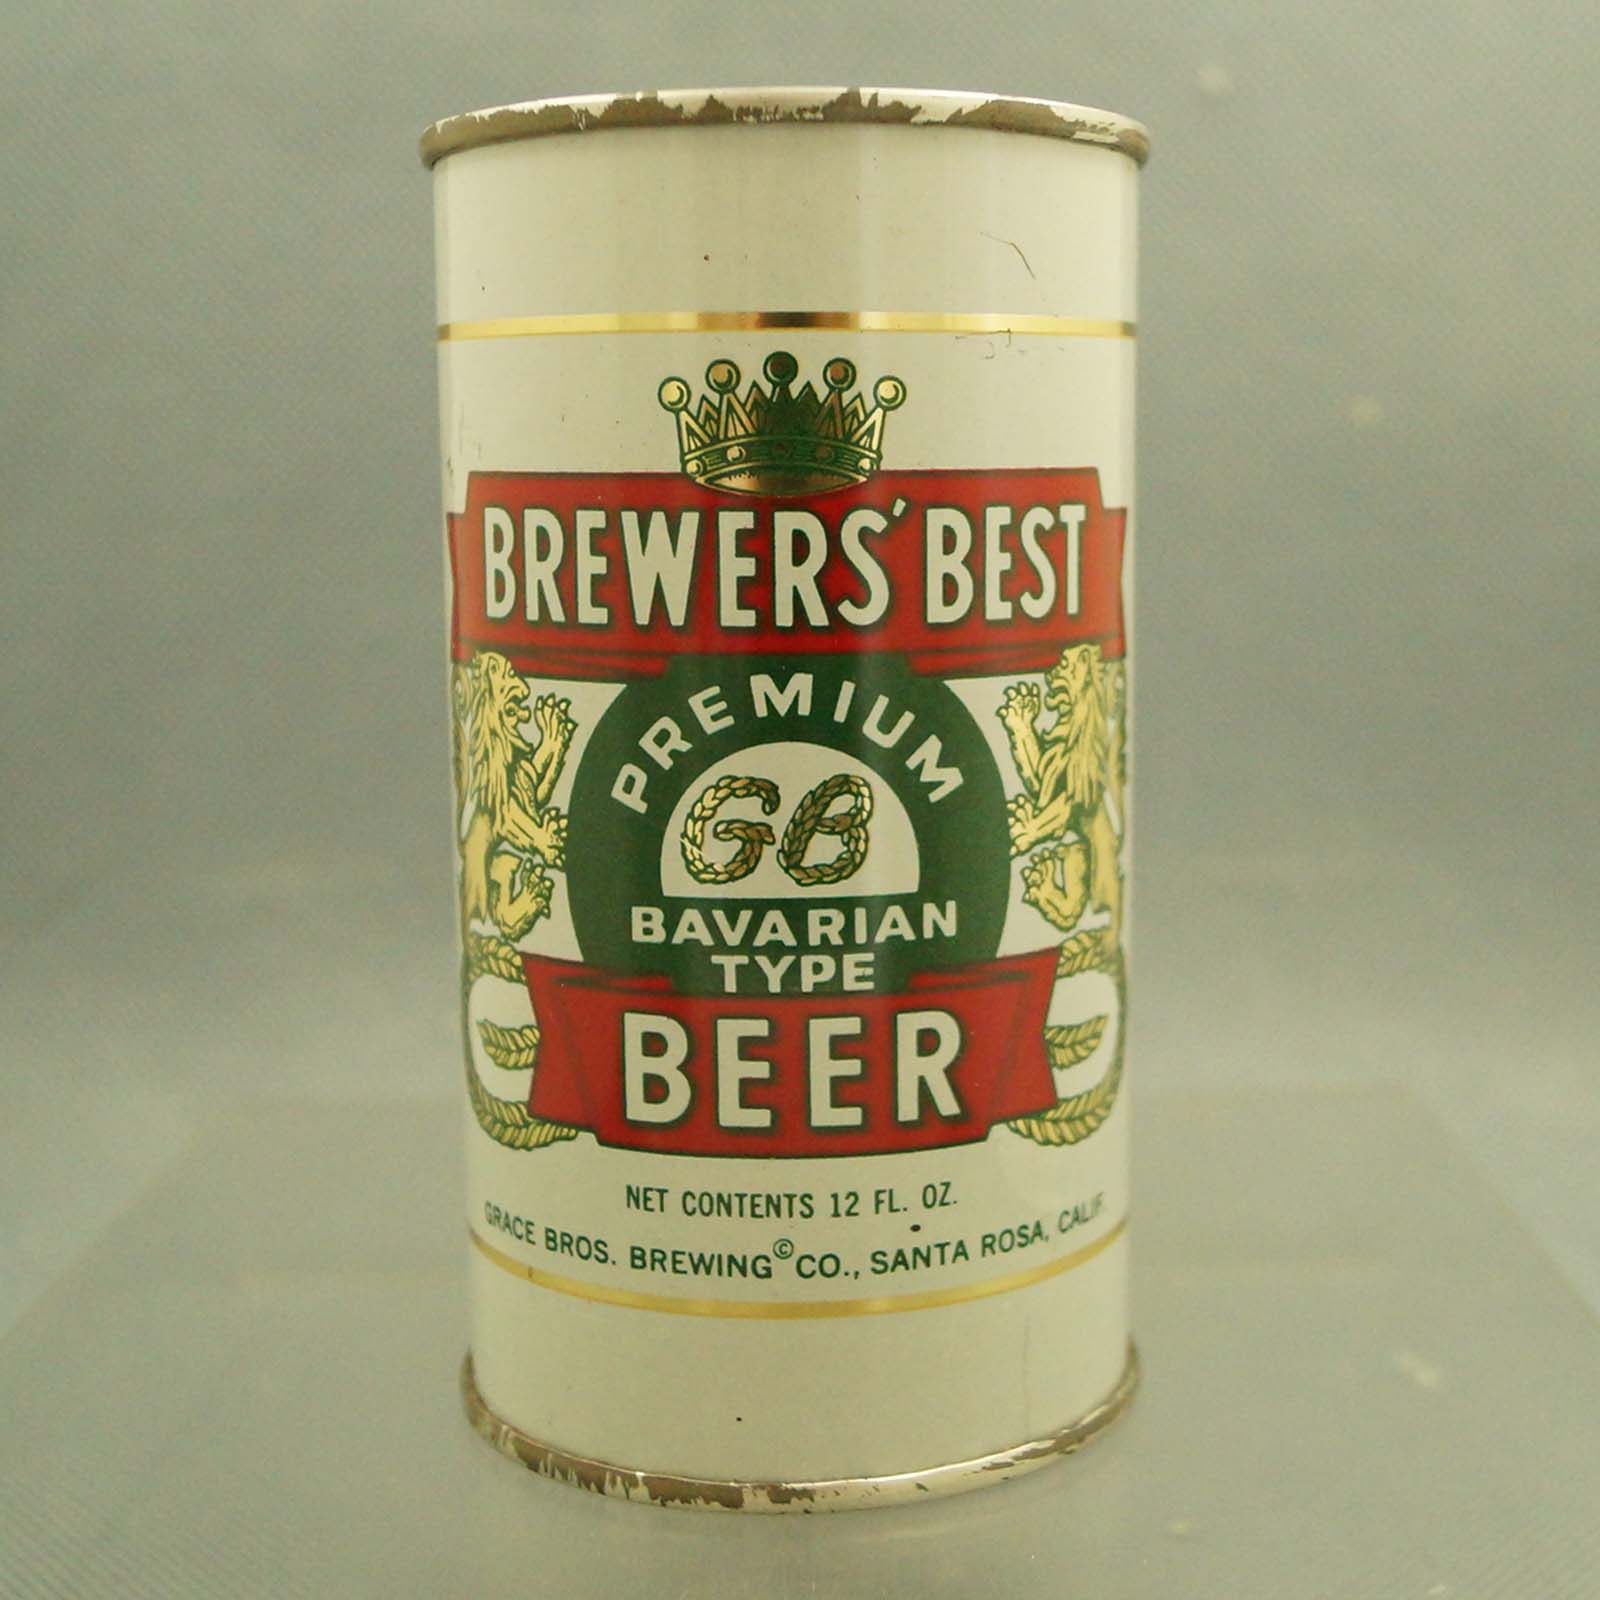 BREWERS' BEST
PREMIUM
GB
BAVARIAN
TYPE
BEER
NET CONTENTS 12 FL. OZ.
GRACE BROS. BREWING © CO., SANTA ROSA, CALIF.